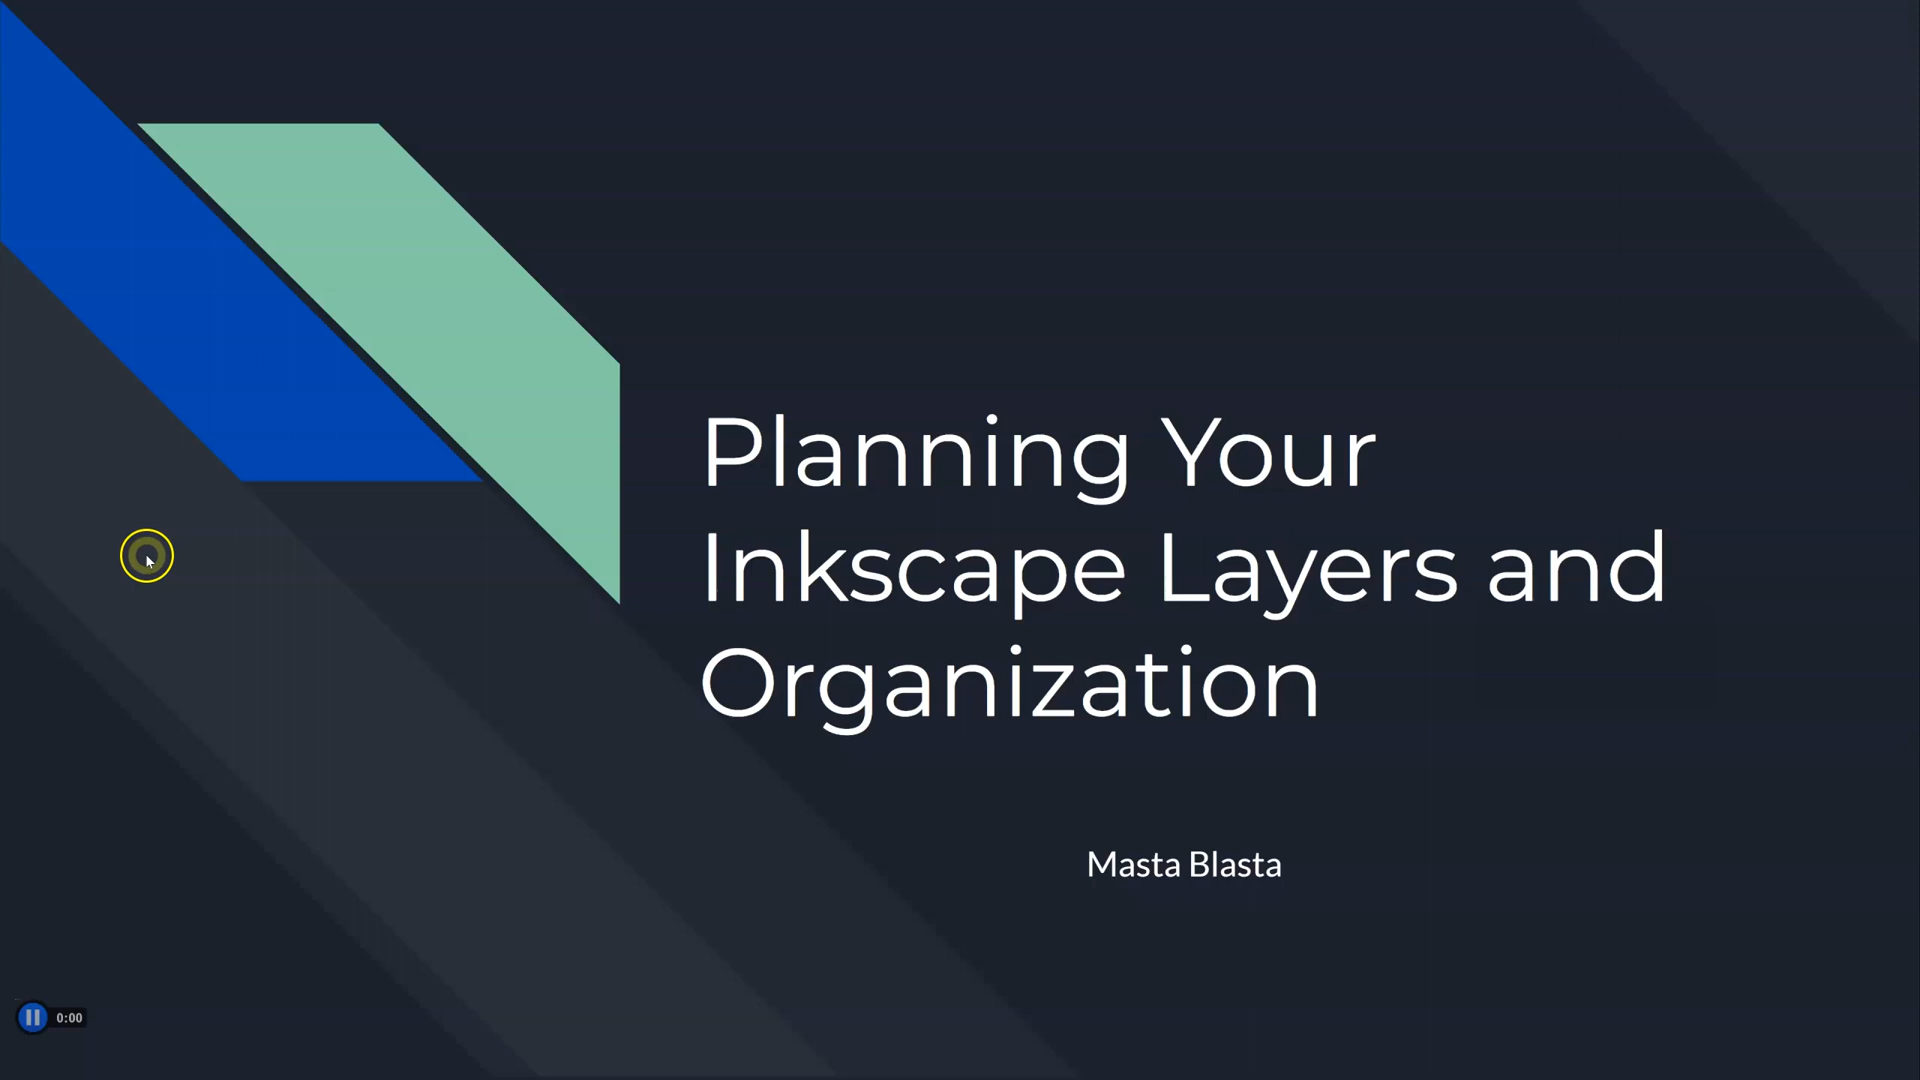 Planning Your
Inkscape Layers and
Organization
Masta Blasta
0:00